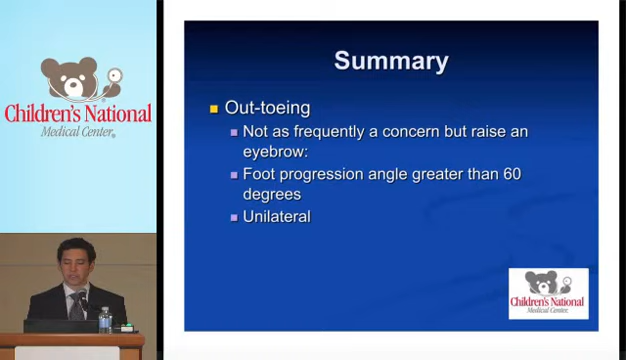 Children's National
Medical Center
Summary
Out-toeing
Not as frequently a concern but raise an
eyebrow:
Foot progression angle greater than 60
degrees
Unilateral
Children's National
Medical Center